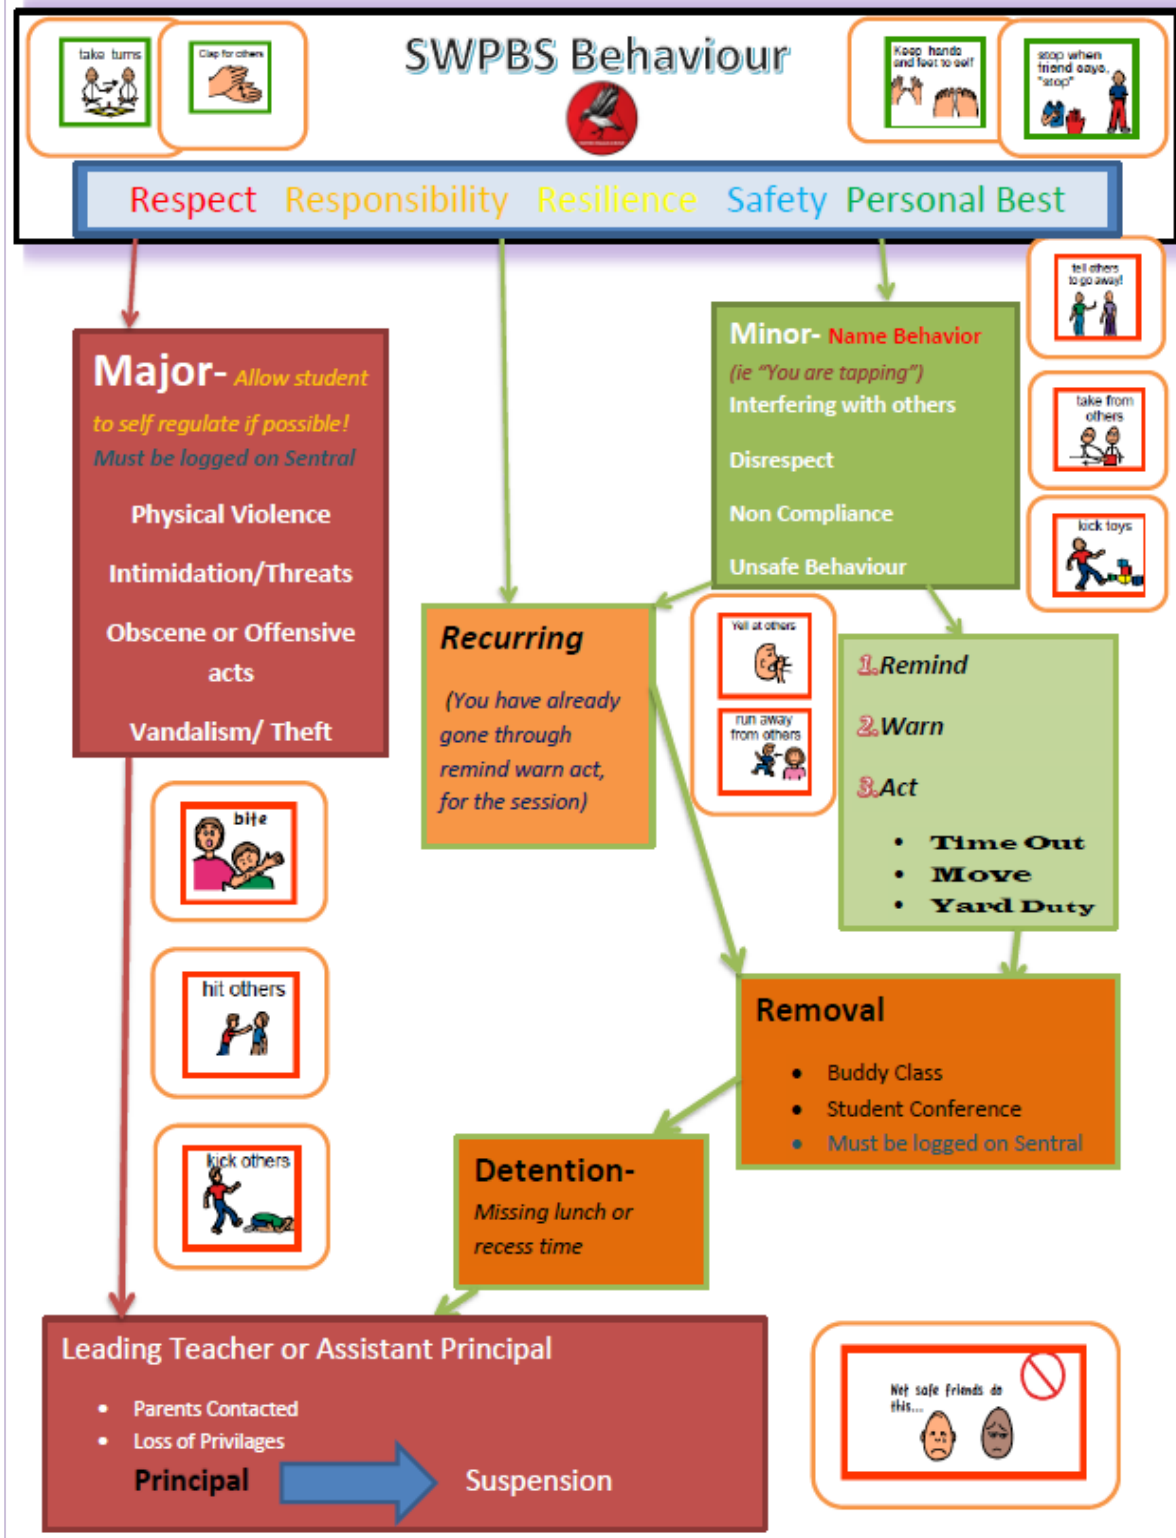 SWPBS Behaviour
take turns
Clap for others
Keep hands
and feet to self
stop when
friend says,
"stop"
Respect Responsibility Resilience Safety Personal Best
tell others
to go away!
Major- Allow student
to self regulate if possible!
Must be logged on Sentral
Physical Violence
Intimidation/Threats
Obscene or Offensive
acts
Vandalism/ Theft
Minor- Name Behavior
(ie "You are tapping")
Interfering with others
Disrespect
Non Compliance
Unsafe Behaviour
take from
others
kick toys
Recurring
(You have already
gone through
remind warn act,
for the session)
Yell at others
run away
from others
1.Remind
2.Warn
3.Act
• Time Out
• Move
• Yard Duty
bite
hit others
kick others
Removal
• Buddy Class
• Student Conference
• Must be logged on Sentral
Detention-
Missing lunch or
recess time
Leading Teacher or Assistant Principal
• Parents Contacted
• Loss of Privilages
Principal Suspension
Not safe friends do
this...